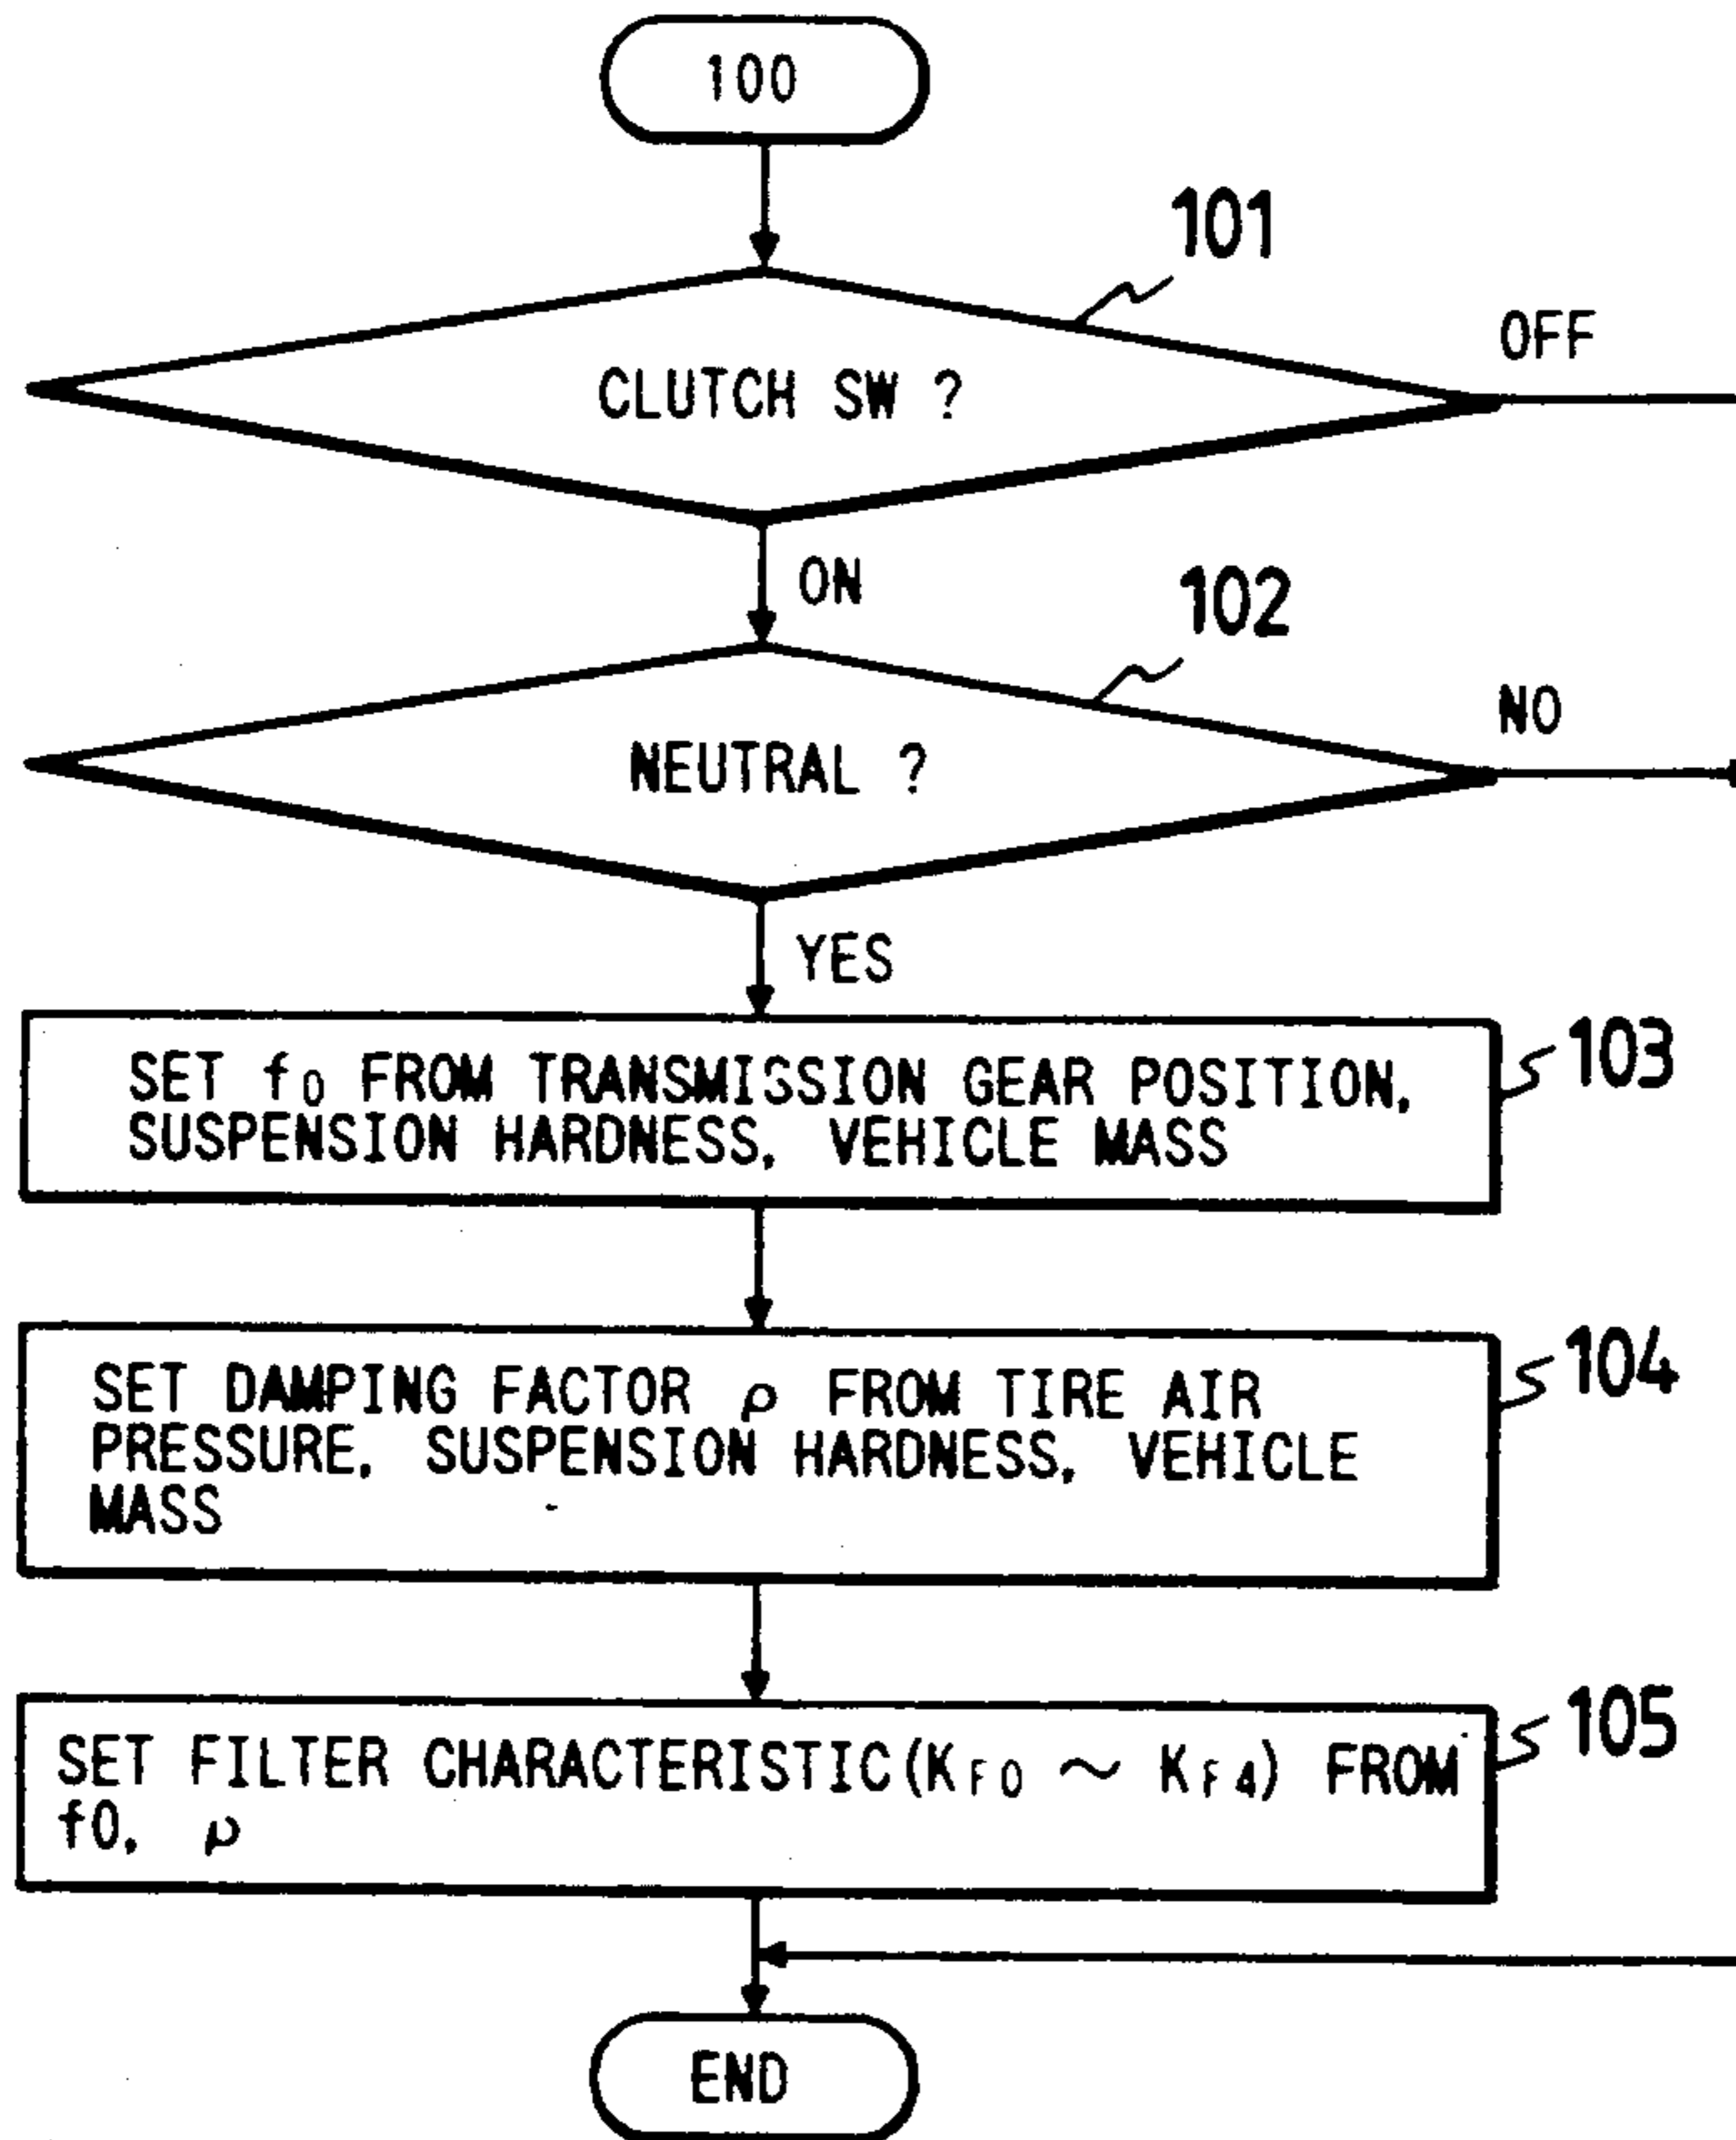 100
101
CLUTCH SW ?
OFF
ON
102
NEUTRAL ?
NO
YES
SET f0 FROM TRANSMISSION GEAR POSITION,
SUSPENSION HARDNESS, VEHICLE MASS
103
SET DAMPING FACTOR ρ FROM TIRE AIR
PRESSURE, SUSPENSION HARDNESS, VEHICLE
MASS
104
SET FILTER CHARACTERISTIC(KF0 ～ KF4) FROM
f0, ρ
105
END